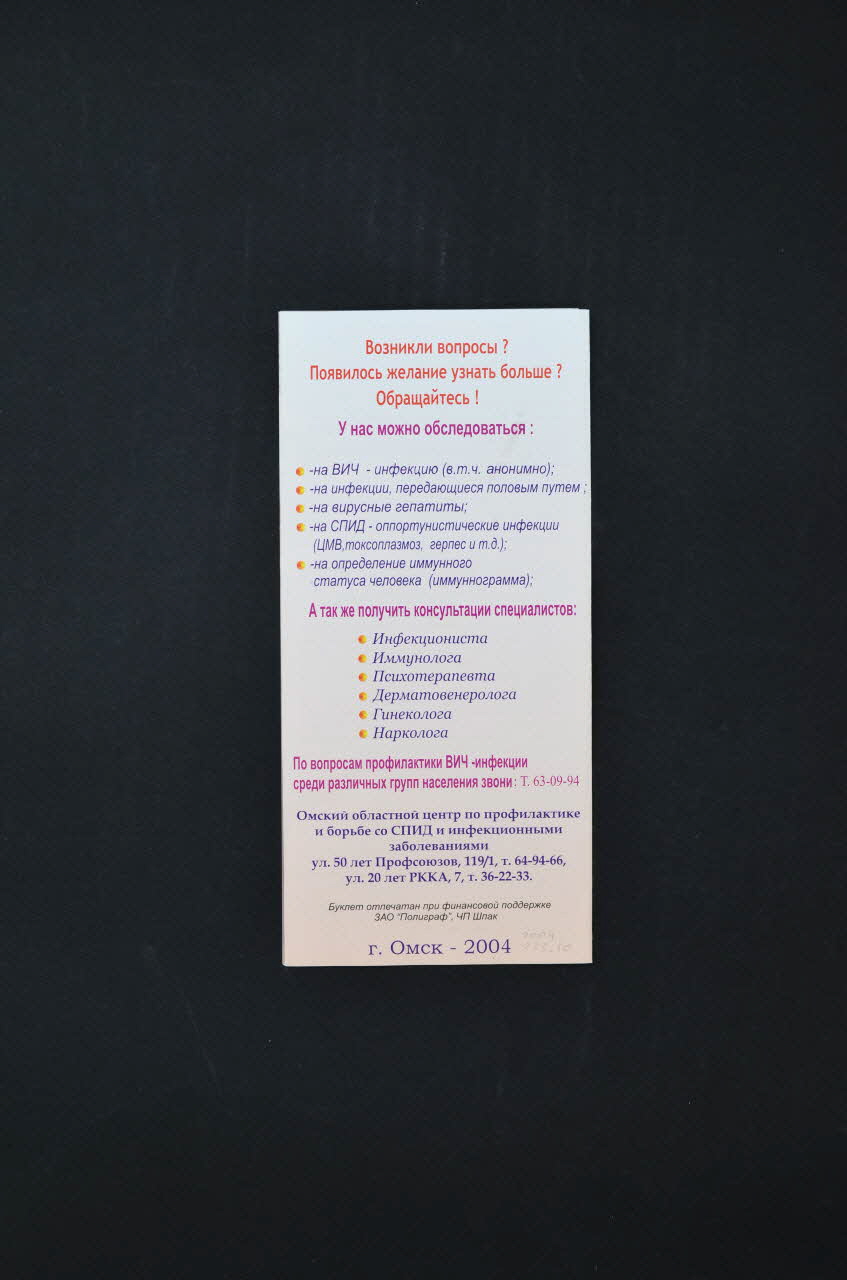 Возникли вопросы ?
Появилось желание узнать больше ?
Обращайтесь !
У нас можно обследоваться :
-на ВИЧ - инфекцию (в.т.ч. анонимно);
-на инфекции, передающиеся половым путем ;
-на вирусные гепатиты;
-на СПИД - оппортунистические инфекции
(ЦМВ,токсоплазмоз, герпес и т.д.);
-на определение иммунного
статуса человека (иммуннограмма);
А так же получить консультации специалистов:
Инфекциониста
Иммунолога
Психотерапевта
Дерматовенеролога
Гинеколога
Нарколога
По вопросам профилактики ВИЧ -инфекции
среди различных групп населения звони: Т. 63-09-94
Омский областной центр по профилактике
и борьбе со СПИД и инфекционными
заболеваниями
ул. 50 лет Профсоюзов, 119/1, т. 64-94-66,
ул. 20 лет РККА, 7, т. 36-22-33.
Буклет отпечатан при финансовой поддержке
ЗАО "Полиграф", ЧП Шпак
г. Омск - 2004